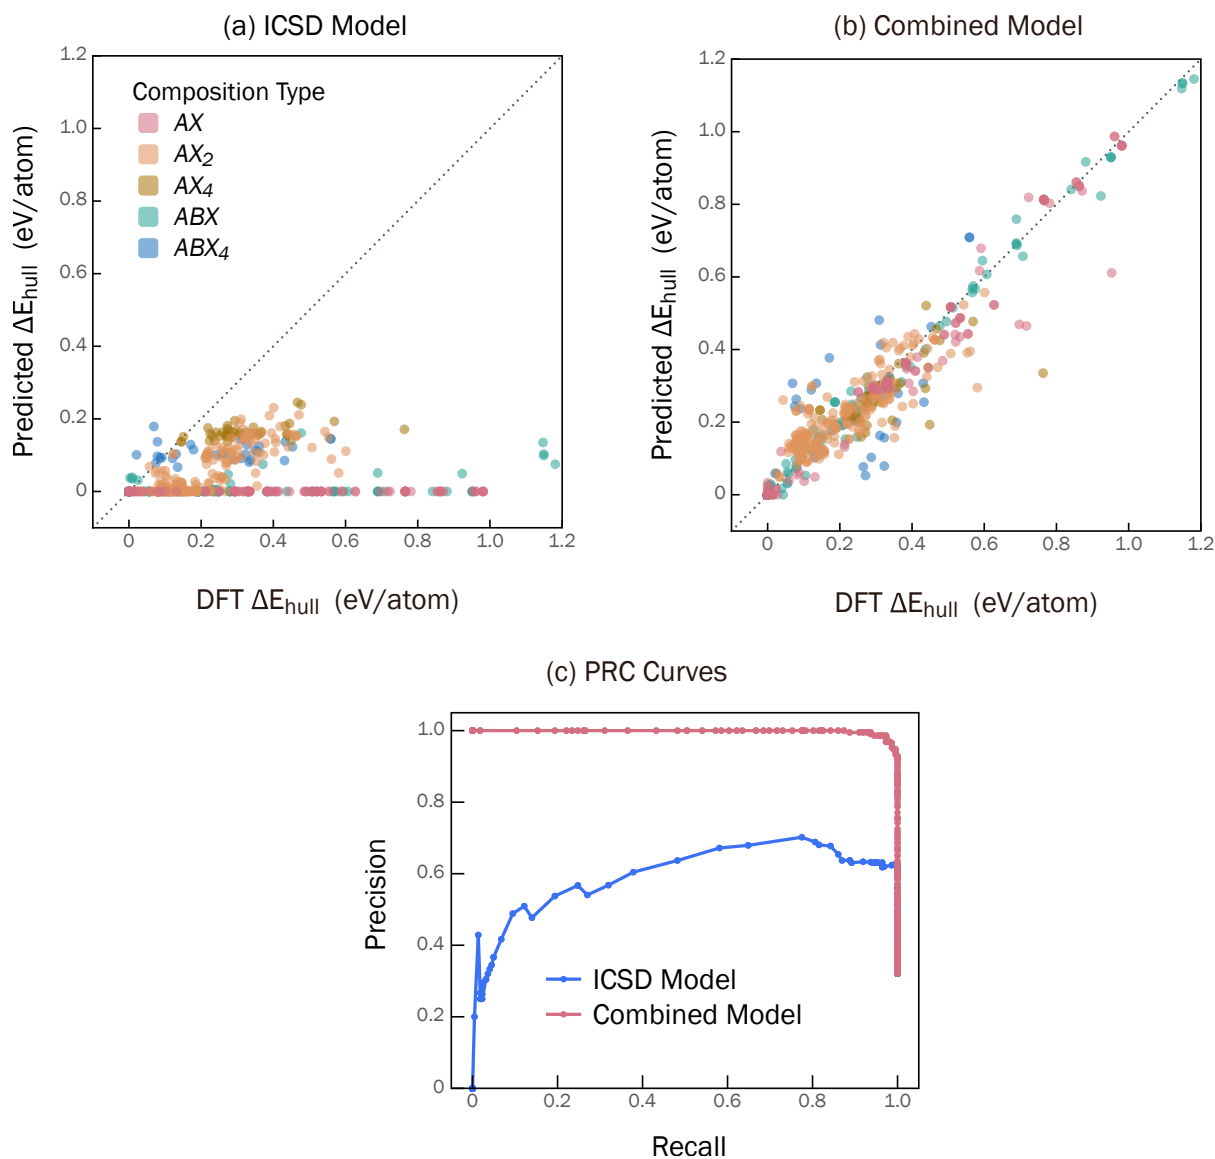 (a) ICSD Model
1.2
1.0
0.8
0.6
0.4
0.2
0
Predicted ΔE_hull (eV/atom)
Composition Type
AX
AX₂
AX₄
ABX
ABX₄
0 0.2 0.4 0.6 0.8 1.0 1.2
DFT ΔE_hull (eV/atom)
(b) Combined Model
1.2
1.0
0.8
0.6
0.4
0.2
0
Predicted ΔE_hull (eV/atom)
0 0.2 0.4 0.6 0.8 1.0 1.2
DFT ΔE_hull (eV/atom)
(c) PRC Curves
1.0
0.8
0.6
0.4
0.2
0
Precision
ICSD Model
Combined Model
0 0.2 0.4 0.6 0.8 1.0
Recall